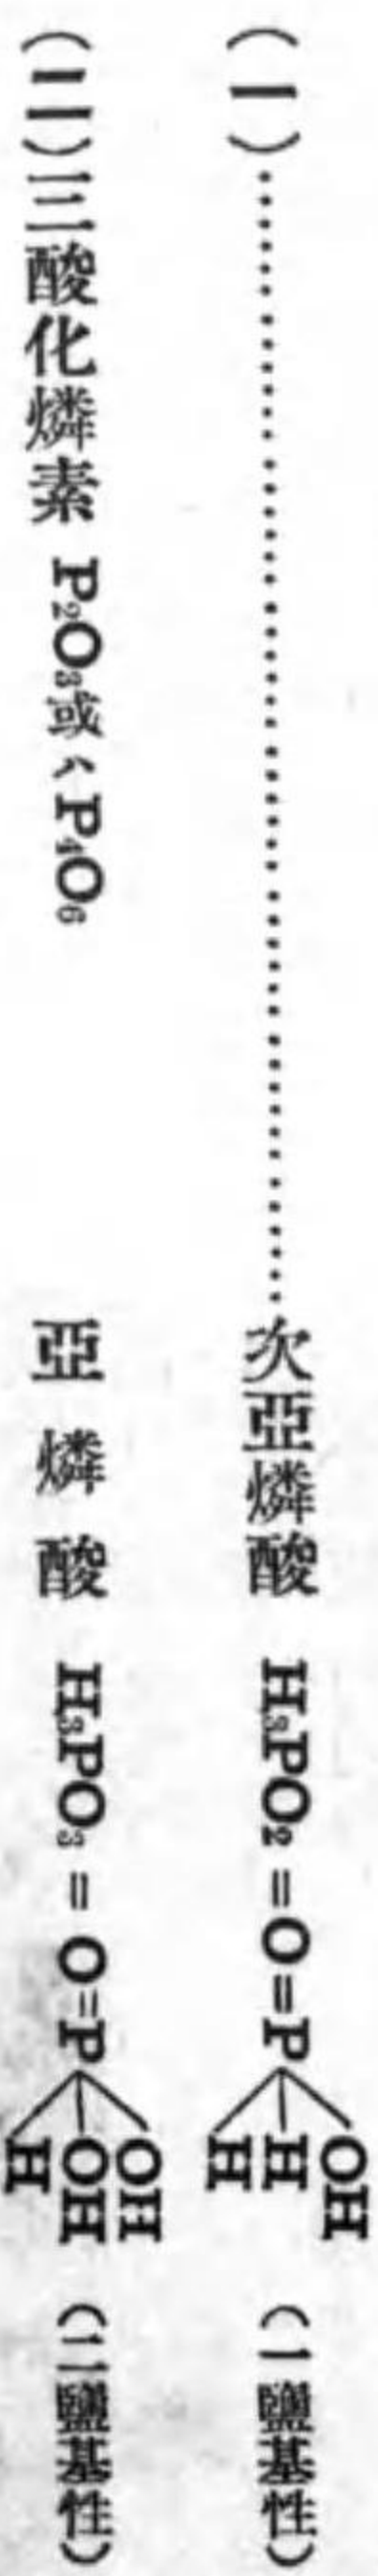 （一）……………………………………次亞燐酸 H₃PO₂ =O=P OH H H （一鹽基性）
（二）三酸化燐素 P₂O₃或くP₄O₆ 亞燐酸 H₃PO₃ = O=P OH OH H （二鹽基性）